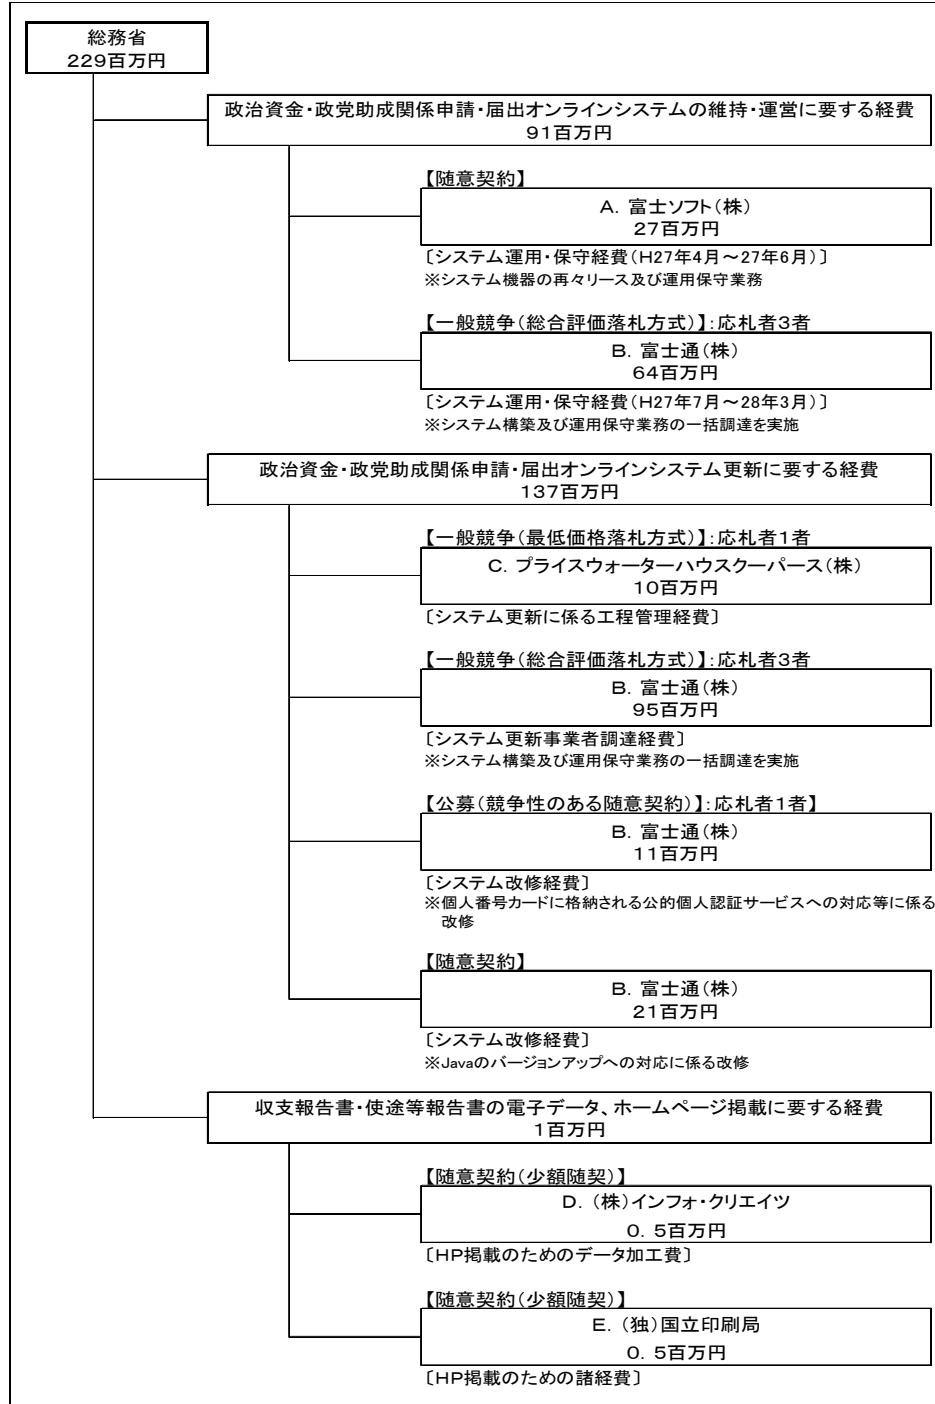 総務省
229百万円
政治資金・政党助成関係申請・届出オンラインシステムの維持・運営に要する経費
91百万円
【随意契約】
A. 富士ソフト(株)
27百万円
〔システム運用・保守経費(H27年4月~27年6月)〕
※システム機器の再々リース及び運用保守業務
【一般競争(総合評価落札方式)】:応札者3者
B. 富士通(株)
64百万円
〔システム運用・保守経費(H27年7月~28年3月)〕
※システム構築及び運用保守業務の一括調達を実施
政治資金・政党助成関係申請・届出オンラインシステム更新に要する経費
137百万円
【一般競争(最低価格落札方式)】:応札者1者
C. プライスウォーターハウスクーパース(株)
10百万円
〔システム更新に係る工程管理経費〕
【一般競争(総合評価落札方式)】:応札者3者
B. 富士通(株)
95百万円
〔システム更新事業者調達経費〕
※システム構築及び運用保守業務の一括調達を実施
【公募(競争性のある随意契約)】:応札者1者】
B. 富士通(株)
11百万円
〔システム改修経費〕
※個人番号カードに格納される公的個人認証サービスへの対応等に係る
改修
【随意契約】
B. 富士通(株)
21百万円
〔システム改修経費〕
※Javaのバージョンアップへの対応に係る改修
収支報告書・使途等報告書の電子データ、ホームページ掲載に要する経費
1百万円
【随意契約(少額随契)】
D. (株)インフォ・クリエイツ
0.5百万円
〔HP掲載のためのデータ加工費〕
【随意契約(少額随契)】
E. (独)国立印刷局
0.5百万円
〔HP掲載のための諸経費〕